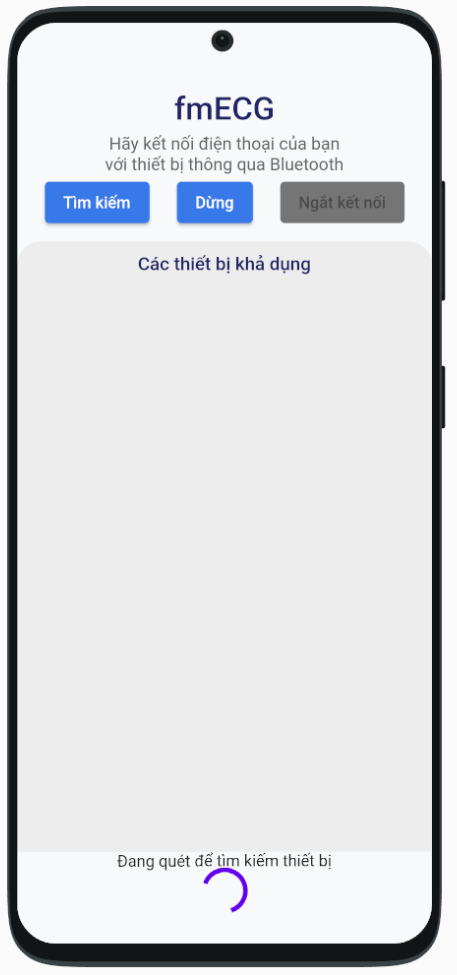 fmECG
Hãy kết nối điện thoại của bạn
với thiết bị thông qua Bluetooth
Tìm kiếm Dừng Ngắt kết nối
Các thiết bị khả dụng
Đang quét để tìm kiếm thiết bị